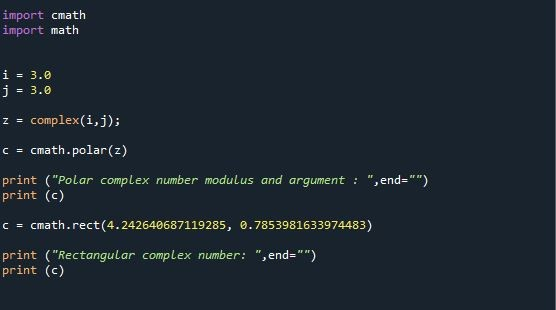 import cmath
import math
i = 3.0
j = 3.0
z = complex(i,j);
c = cmath.polar(z)
print ("Polar complex number modulus and argument : ",end="")
print (c)
c = cmath.rect(4.242640687119285, 0.7853981633974483)
print ("Rectangular complex number: ",end="")
print (c)